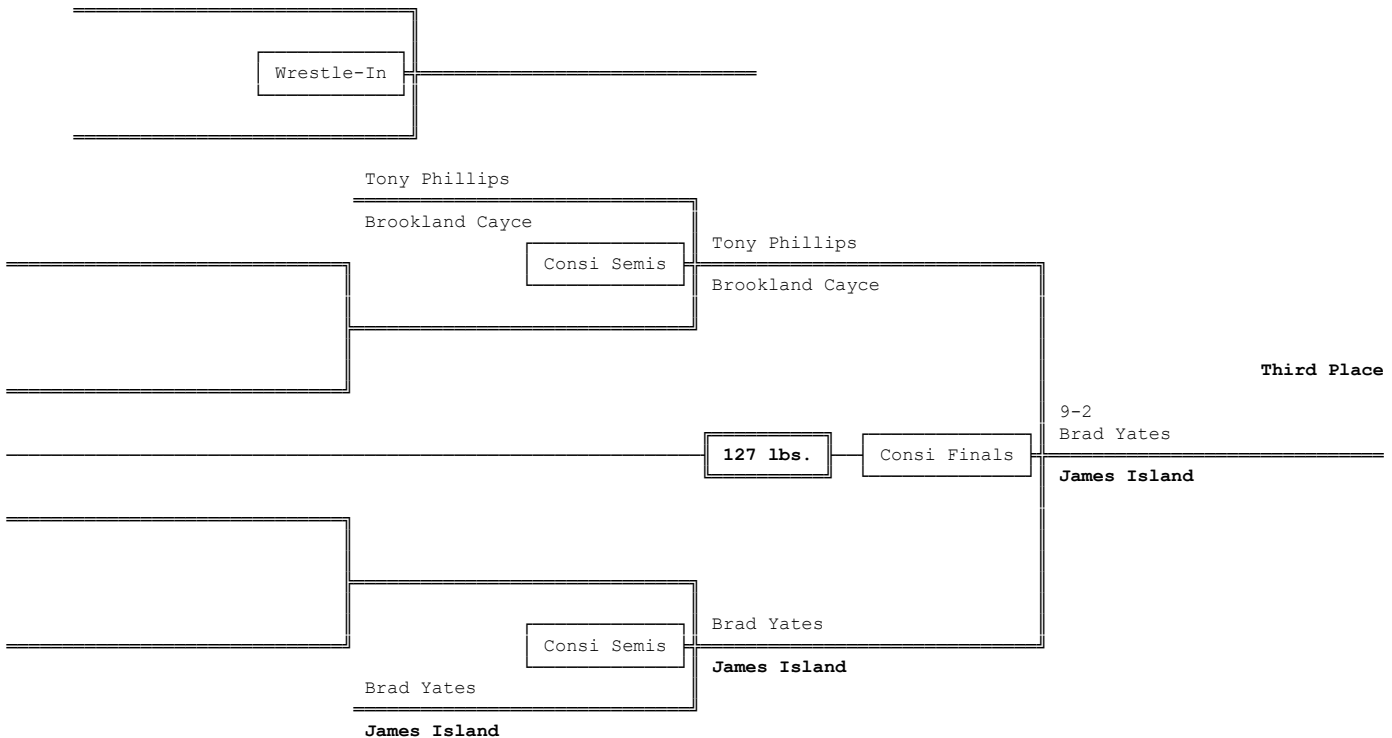 Wrestle-In
Tony Phillips
Brookland Cayce
Consi Semis
Tony Phillips
Brookland Cayce
Third Place
9-2
Brad Yates
127 lbs.
Consi Finals
James Island
Brad Yates
Consi Semis
James Island
Brad Yates
James Island